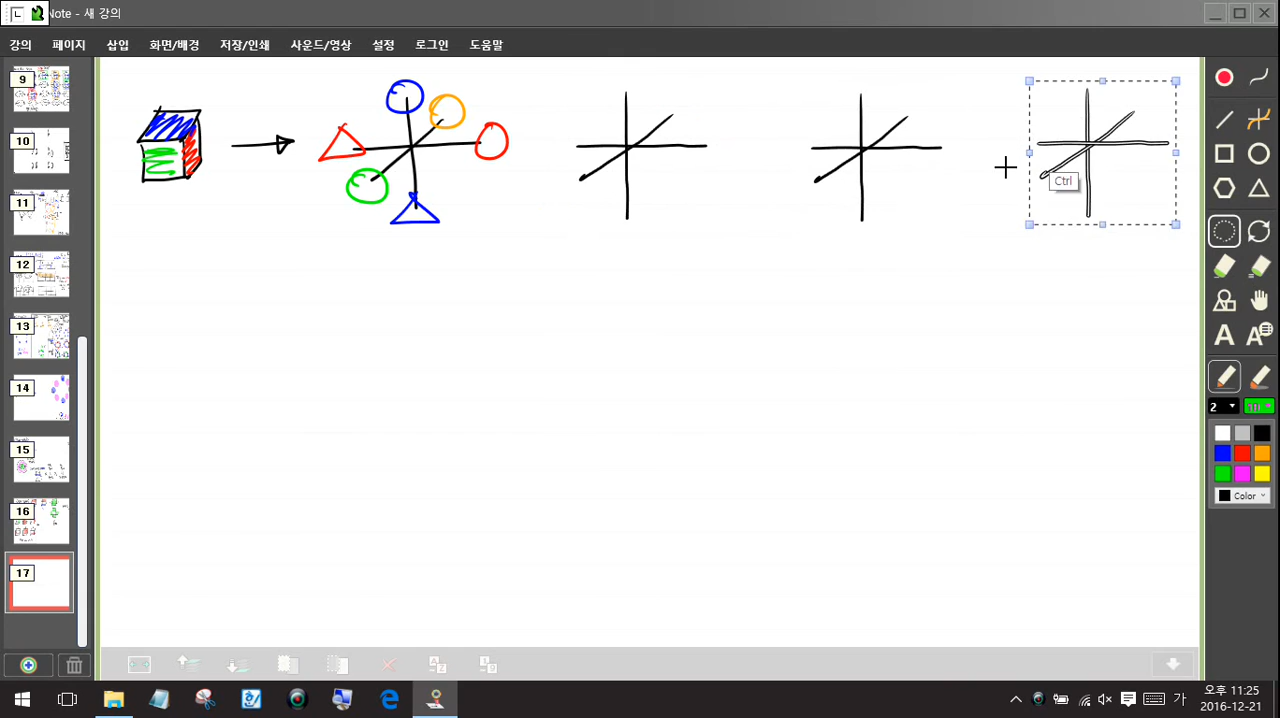 Note - 새 강의
강의 페이지 삽입 화면/배경 저장/인쇄 사운드/영상 설정 로그인 도움말
9
10
11
12
13
14
15
16
17
Ctrl
A A
2
Color
가 오후 11:25
2016-12-21